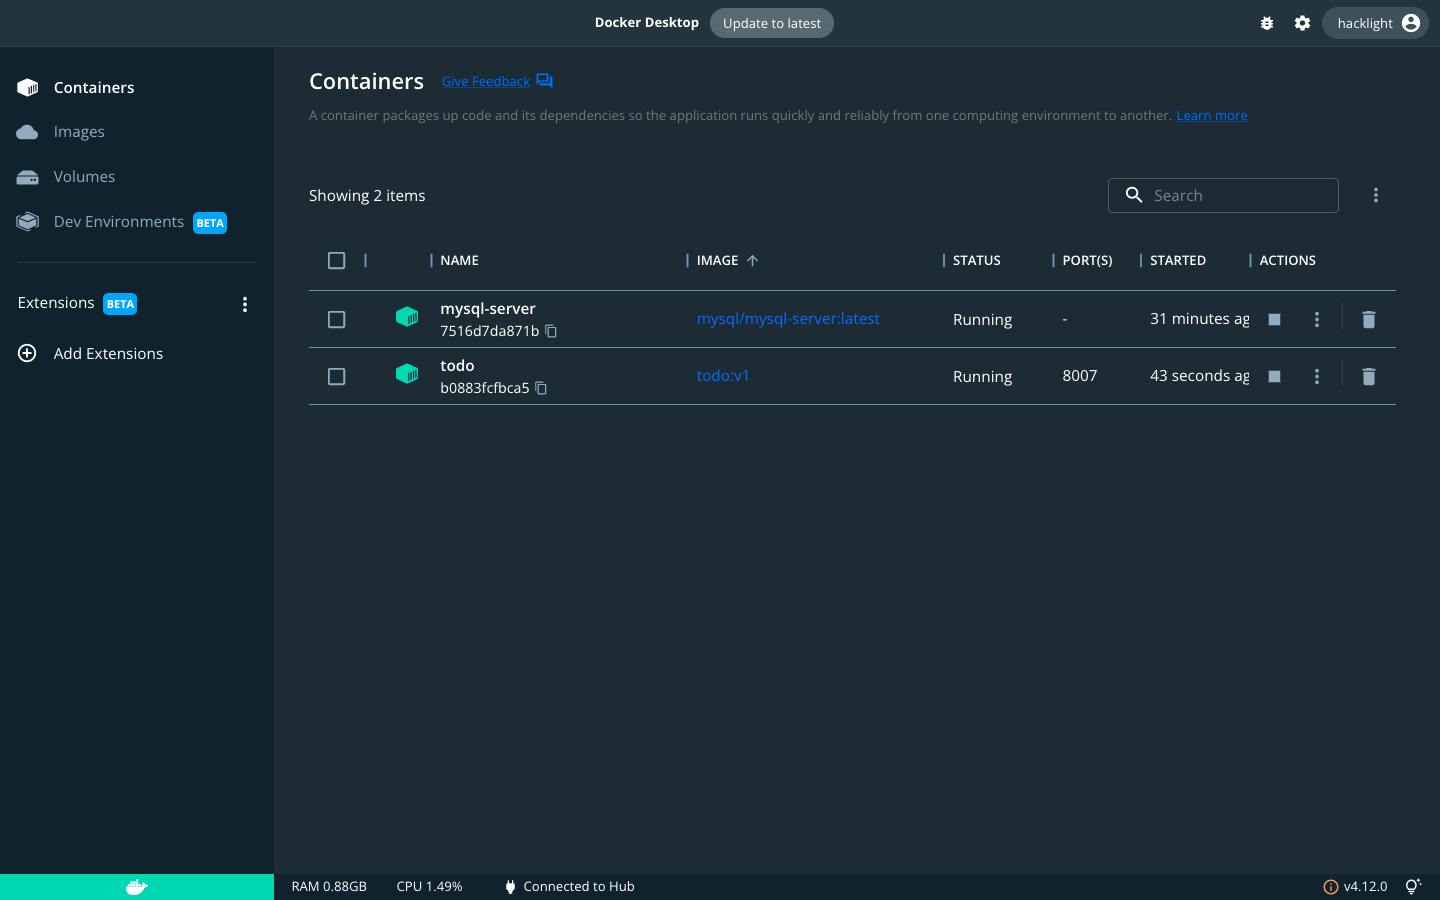 Docker Desktop Update to latest
hacklight
Containers
Images
Volumes
Dev Environments BETA
Extensions BETA
Add Extensions
Containers Give Feedback
A container packages up code and its dependencies so the application runs quickly and reliably from one computing environment to another. Learn more
Showing 2 items
Search
NAME IMAGE STATUS PORT(S) STARTED ACTIONS
mysql-server
7516d7da871b
mysql/mysql-server:latest Running - 31 minutes ag
todo
b0883fcfbca5
todo:v1 Running 8007 43 seconds ag
RAM 0.88GB CPU 1.49% Connected to Hub v4.12.0